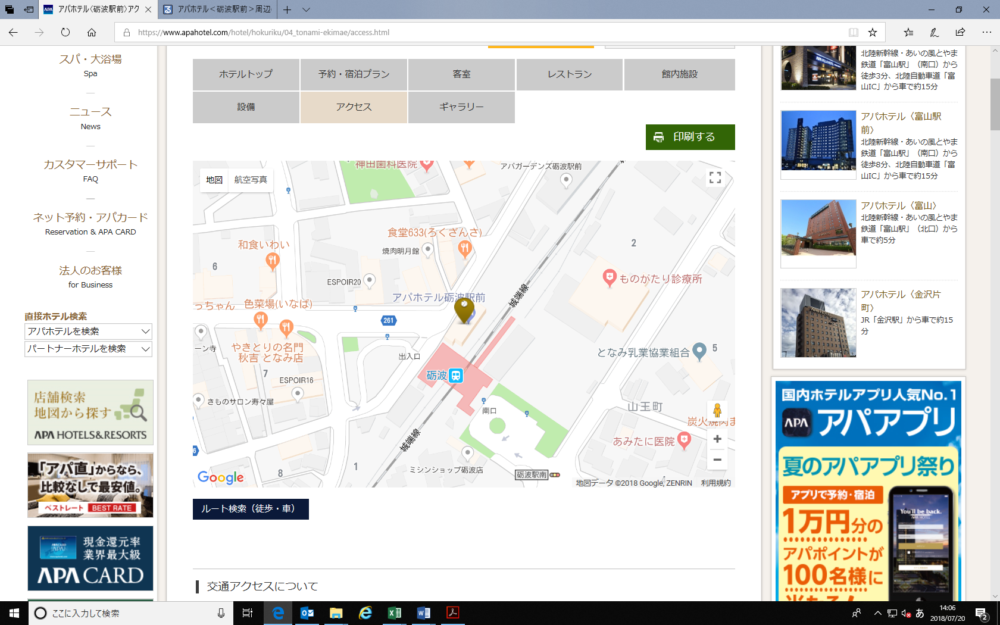 アパホテル〈砺波駅前〉アク
アパホテル＜砺波駅前＞周辺
https://www.apahotel.com/hotel/hokuriku/04_tonami-ekimae/access.html
スパ・大浴場
Spa
ニュース
News
カスタマーサポート
FAQ
ネット予約・アパカード
Reservation & APA CARD
法人のお客様
for Business
直接ホテル検索
アパホテルを検索
パートナーホテルを検索
店舗検索
地図から探す
APA HOTELS&RESORTS
「アパ直」からなら、
比較なしで最安値。
ベストレート BEST RATE
現金還元率
業界最大級
APA CARD
ホテルトップ
予約・宿泊プラン
客室
レストラン
館内施設
設備
アクセス
ギャラリー
印刷する
地図
航空写真
神田歯科医院
アパガーデンズ砺波駅前
食堂633(ろくざんさ)
焼肉明月館
和食いわい
2
6
ESPOIR20
ものがたり診療所
城端線
アパホテル砺波駅前
っちゃん
色菜場(いなば)
261
ーン寺
やきとりの名門
秋吉 となみ店
出入口
となみ乳業協業組合
5
7
ESPOIR16
砺波
きものサロン寿々屋
南口
山王町
炭火焼肉ま
城端線
あみたに医院
1
8
ミシンショップ砺波店
砺波駅南
Google
地図データ ©2018 Google, ZENRIN
利用規約
ルート検索（徒歩・車）
交通アクセスについて
北陸新幹線・あいの風とやま
鉄道「富山駅」（南口）から
徒歩3分、北陸自動車道「富
山IC」から車で約15分
アパホテル〈富山駅
前〉
北陸新幹線・あいの風とやま
鉄道「富山駅」（南口）から
徒歩8分、北陸自動車道「富
山IC」から車で約15分
アパホテル〈富山〉
北陸新幹線・あいの風とやま
鉄道「富山駅」（北口）から
車で約5分
アパホテル〈金沢片
町〉
JR「金沢駅」から車で約15
分
国内ホテルアプリ人気No.1
APA アパアプリ
夏のアパアプリ祭り
アプリで予約・宿泊
1万円分の
アパポイントが
100名様に
You'll be back.
ここに入力して検索
あ
14:06
2018/07/20
2